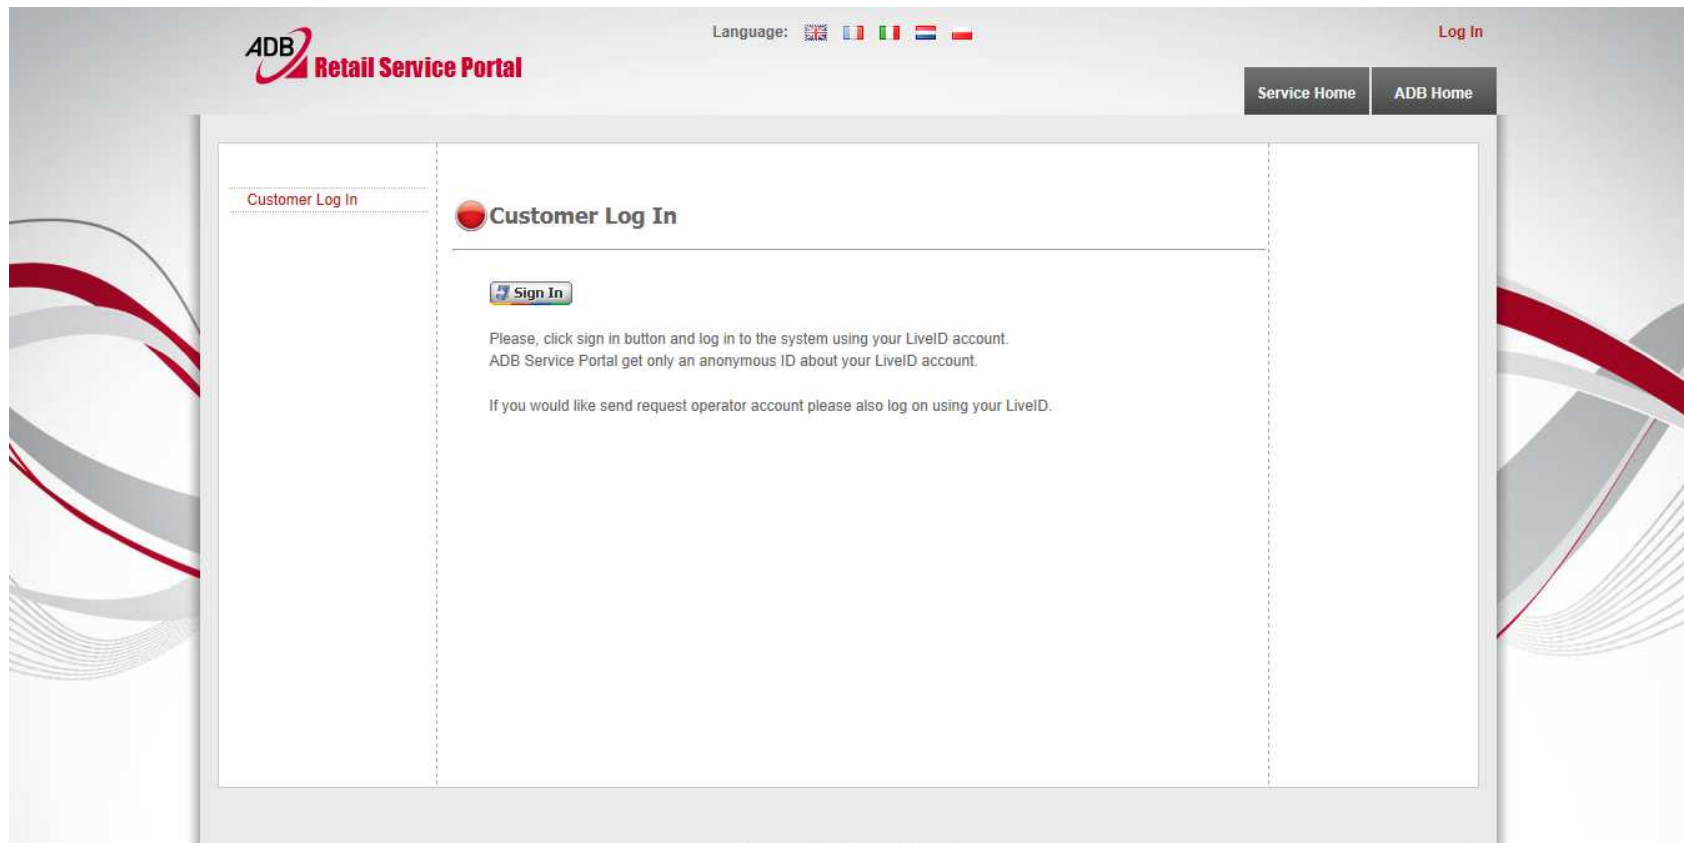 ADB
Retail Service Portal
Language:
Log In
Service Home
ADB Home
Customer Log In
Customer Log In
Sign In
Please, click sign in button and log in to the system using your LiveID account.
ADB Service Portal get only an anonymous ID about your LiveID account.
If you would like send request operator account please also log on using your LiveID.